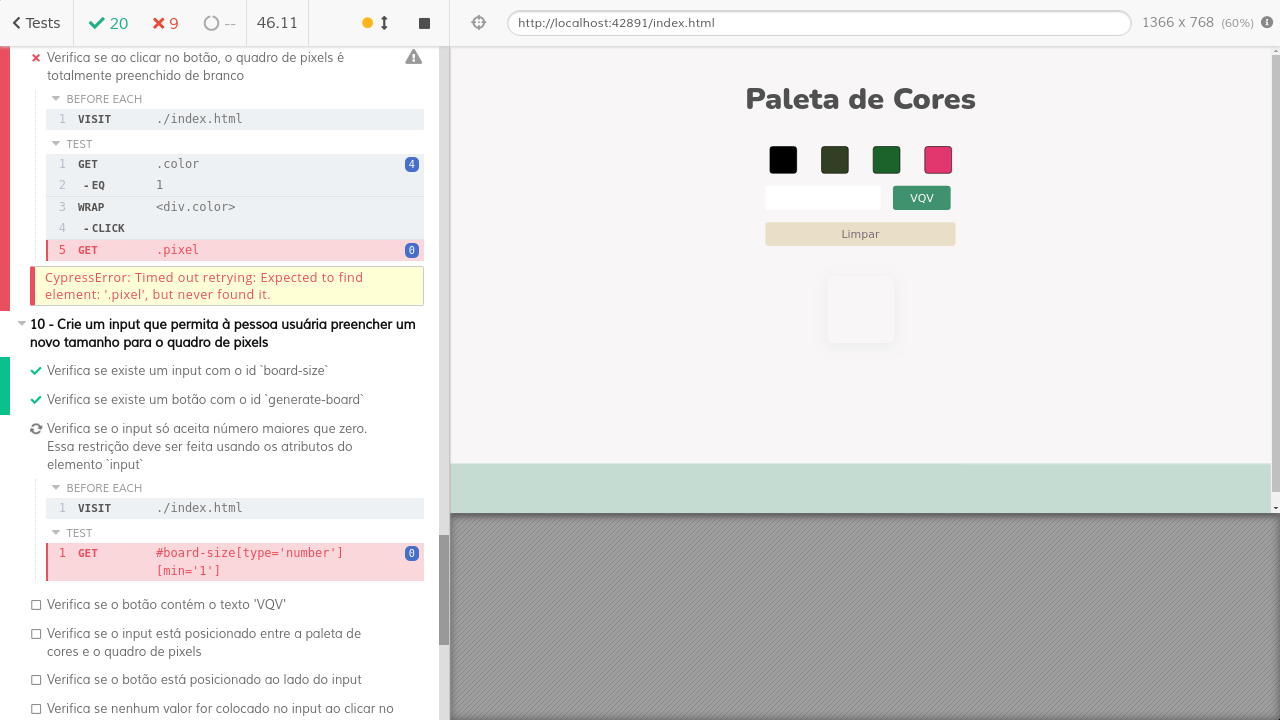 Tests
20
9
--
46.11
http://localhost:42891/index.html
1366 x 768 (60%)
Verifica se ao clicar no botão, o quadro de pixels é
totalmente preenchido de branco
BEFORE EACH
1 VISIT ./index.html
TEST
1 GET .color 4
2 - EQ 1
3 WRAP <div.color>
4 - CLICK
5 GET .pixel 0
CypressError: Timed out retrying: Expected to find
element: '.pixel', but never found it.
10 - Crie um input que permita à pessoa usuária preencher um
novo tamanho para o quadro de pixels
Verifica se existe um input com o id `board-size`
Verifica se existe um botão com o id `generate-board`
Verifica se o input só aceita número maiores que zero.
Essa restrição deve ser feita usando os atributos do
elemento `input`
BEFORE EACH
1 VISIT ./index.html
TEST
1 GET #board-size[type='number'] 0
[min='1']
Verifica se o botão contém o texto 'VQV'
Verifica se o input está posicionado entre a paleta de
cores e o quadro de pixels
Verifica se o botão está posicionado ao lado do input
Verifica se nenhum valor for colocado no input ao clicar no
Paleta de Cores
VQV
Limpar